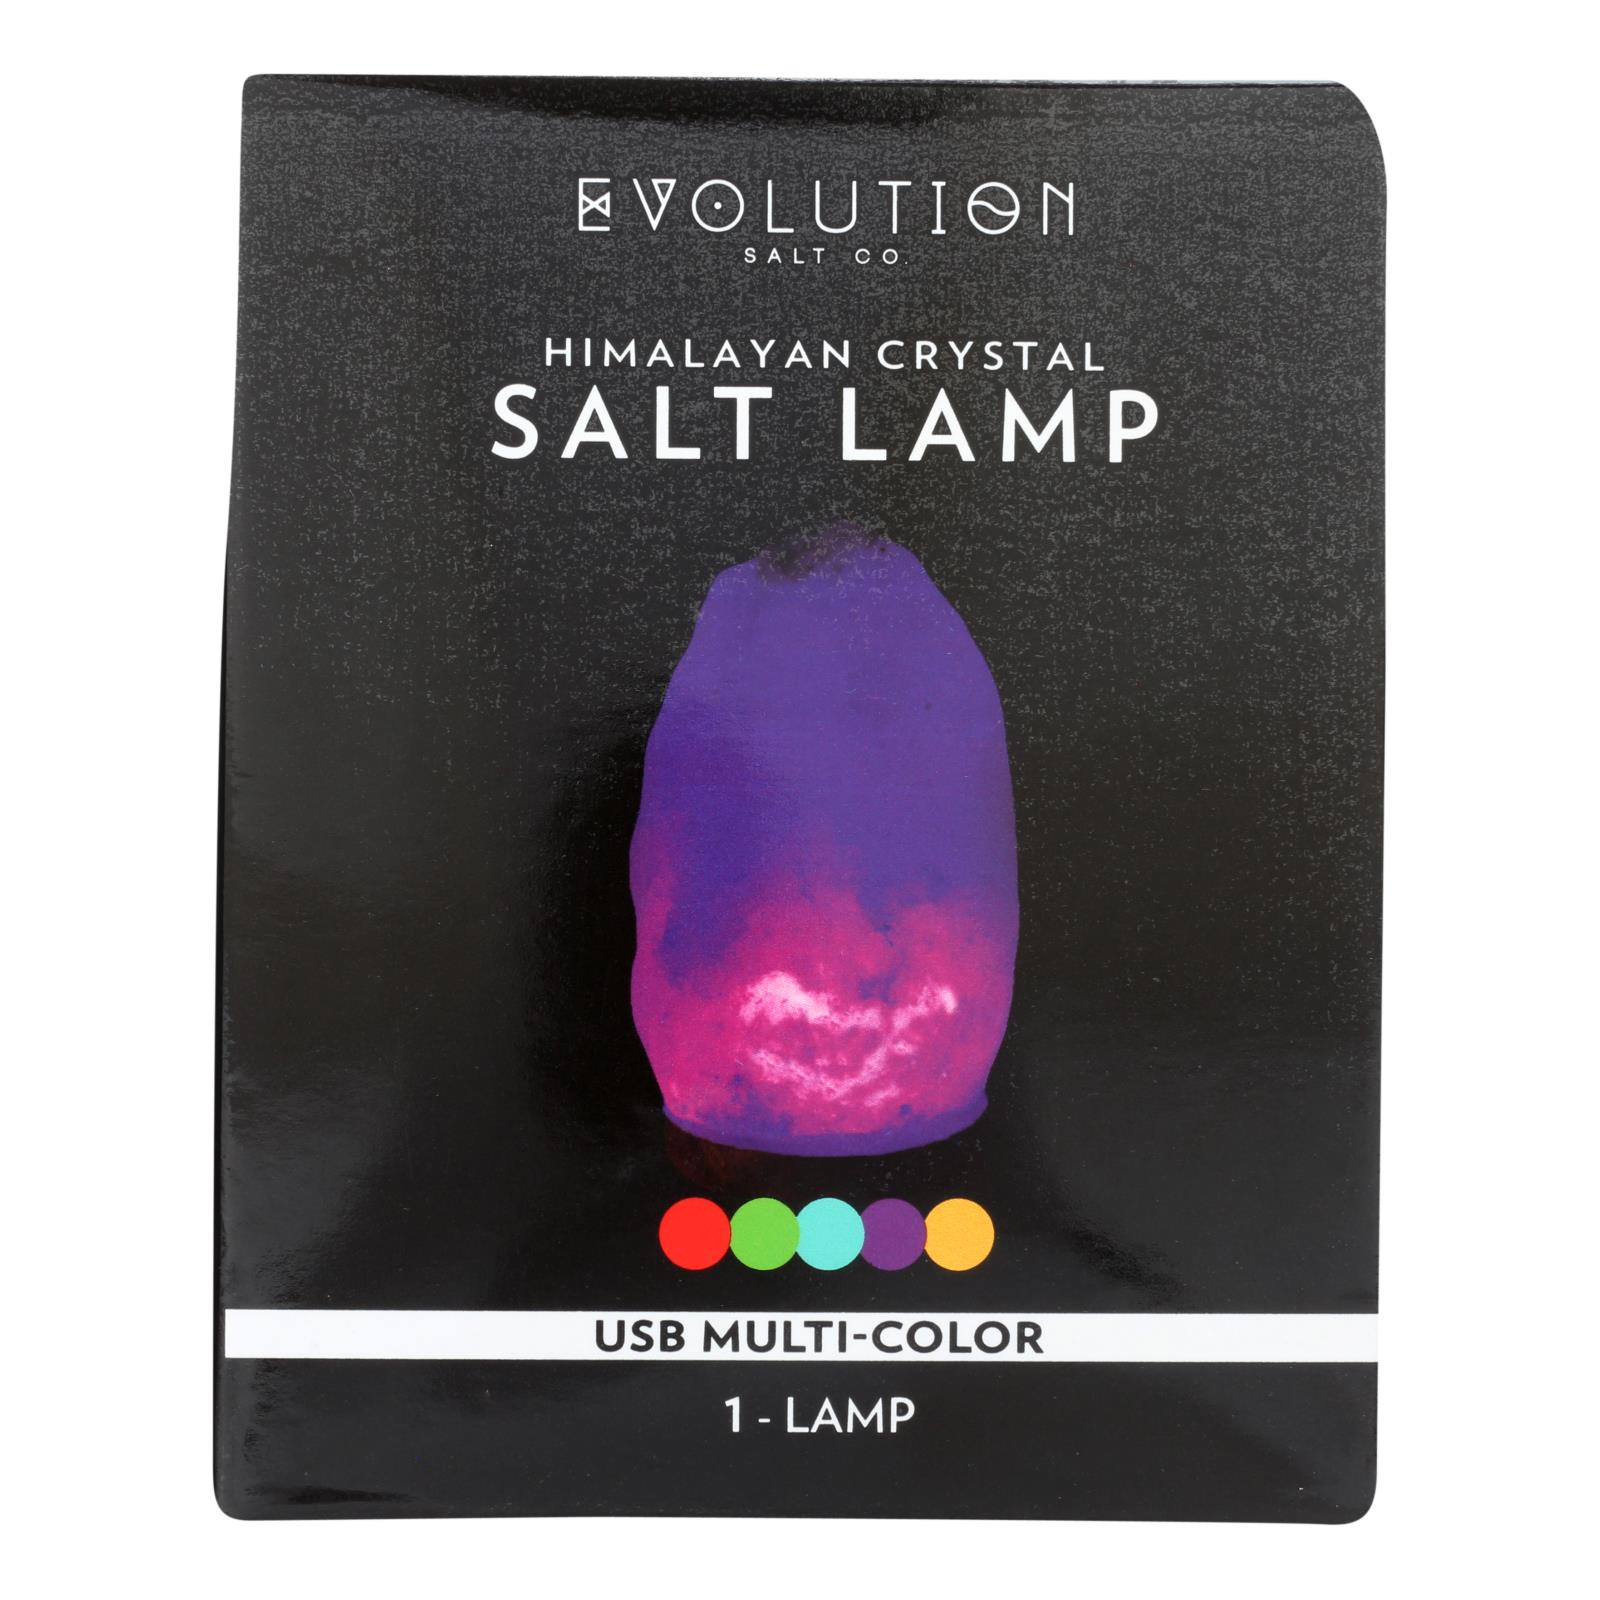 EVOLUTION
SALT CO.
HIMALAYAN CRYSTAL
SALT LAMP
USB MULTI-COLOR
1 - LAMP